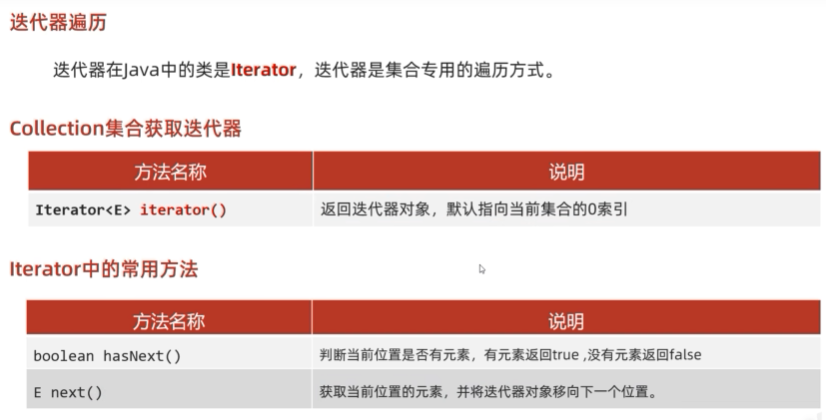 迭代器遍历
迭代器在Java中的类是Iterator，迭代器是集合专用的遍历方式。
Collection集合获取迭代器
方法名称 说明
Iterator<E> iterator() 返回迭代器对象，默认指向当前集合的0索引
Iterator中的常用方法
方法名称 说明
boolean hasNext() 判断当前位置是否有元素，有元素返回true ,没有元素返回false
E next() 获取当前位置的元素，并将迭代器对象移向下一个位置。